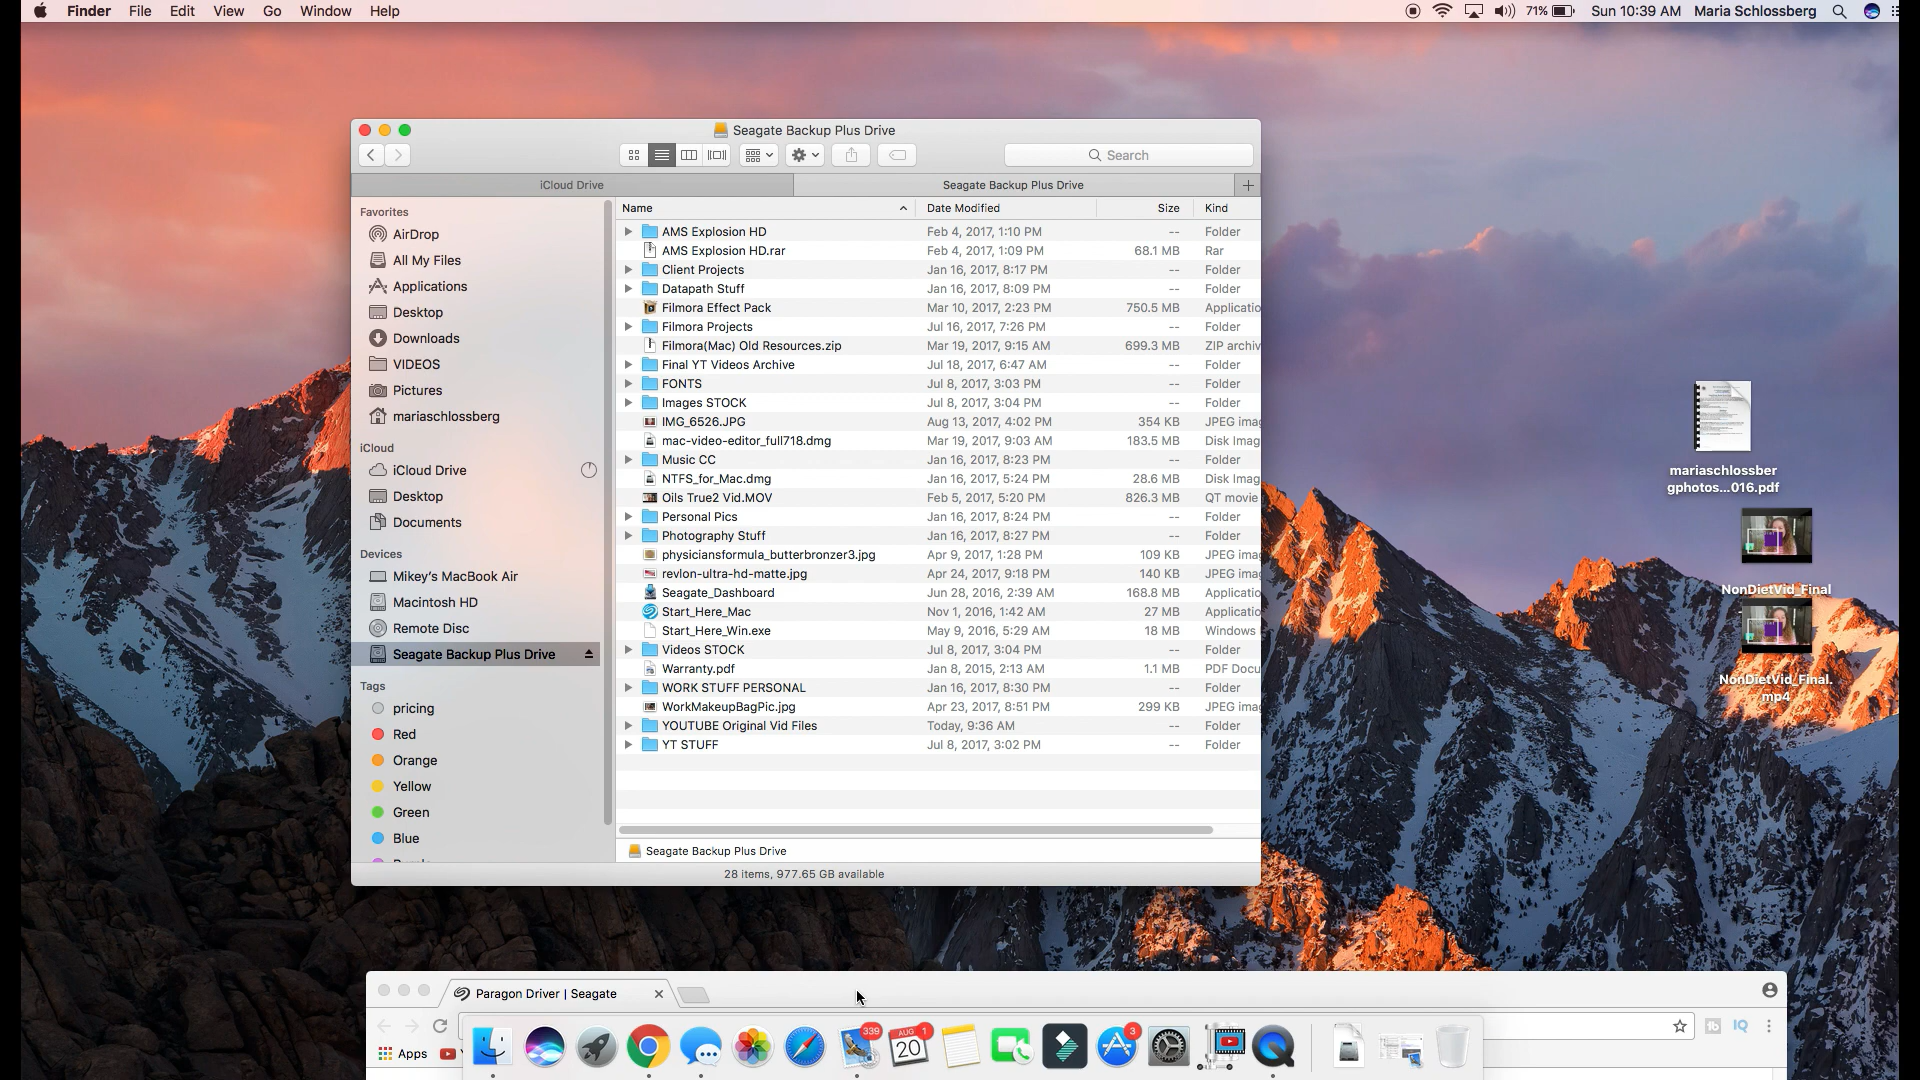 Finder File Edit View Go Window Help
71% Sun 10:39 AM Maria Schlossberg
Seagate Backup Plus Drive
Search
iCloud Drive
Seagate Backup Plus Drive
Favorites
AirDrop
All My Files
Applications
Desktop
Downloads
VIDEOS
Pictures
mariaschlossberg
iCloud
iCloud Drive
Desktop
Documents
Devices
Mikey's MacBook Air
Macintosh HD
Remote Disc
Seagate Backup Plus Drive
Tags
pricing
Red
Orange
Yellow
Green
Blue
Name Date Modified Size Kind
AMS Explosion HD Feb 4, 2017, 1:10 PM -- Folder
AMS Explosion HD.rar Feb 4, 2017, 1:09 PM 68.1 MB Rar
Client Projects Jan 16, 2017, 8:17 PM -- Folder
Datapath Stuff Jan 16, 2017, 8:09 PM -- Folder
Filmora Effect Pack Mar 10, 2017, 2:23 PM 750.5 MB Applicatio
Filmora Projects Jul 16, 2017, 7:26 PM -- Folder
Filmora(Mac) Old Resources.zip Mar 19, 2017, 9:15 AM 699.3 MB ZIP archiv
Final YT Videos Archive Jul 18, 2017, 6:47 AM -- Folder
FONTS Jul 8, 2017, 3:03 PM -- Folder
Images STOCK Jul 8, 2017, 3:04 PM -- Folder
IMG_6526.JPG Aug 13, 2017, 4:02 PM 354 KB JPEG imag
mac-video-editor_full718.dmg Mar 19, 2017, 9:03 AM 183.5 MB Disk Imag
Music CC Jan 16, 2017, 8:23 PM -- Folder
NTFS_for_Mac.dmg Jan 16, 2017, 5:24 PM 28.6 MB Disk Imag
Oils True2 Vid.MOV Feb 5, 2017, 5:20 PM 826.3 MB QT movie
Personal Pics Jan 16, 2017, 8:24 PM -- Folder
Photography Stuff Jan 16, 2017, 8:27 PM -- Folder
physiciansformula_butterbronzer3.jpg Apr 9, 2017, 1:28 PM 109 KB JPEG imag
revlon-ultra-hd-matte.jpg Apr 24, 2017, 9:18 PM 140 KB JPEG imag
Seagate_Dashboard Jun 28, 2016, 2:39 AM 168.8 MB Applicatio
Start_Here_Mac Nov 1, 2016, 1:42 AM 27 MB Applicatio
Start_Here_Win.exe May 9, 2016, 5:29 AM 18 MB Windows
Videos STOCK Jul 8, 2017, 3:04 PM -- Folder
Warranty.pdf Jan 8, 2015, 2:13 AM 1.1 MB PDF Docu
WORK STUFF PERSONAL Jan 16, 2017, 8:30 PM -- Folder
WorkMakeupBagPic.jpg Apr 23, 2017, 8:51 PM 299 KB JPEG imag
YOUTUBE Original Vid Files Today, 9:36 AM -- Folder
YT STUFF Jul 8, 2017, 3:02 PM -- Folder
Seagate Backup Plus Drive
28 items, 977.65 GB available
mariaschlossber
gphotos...016.pdf
NonDietVid_Final
NonDietVid_Final.
mp4
Paragon Driver | Seagate
IQ
Apps
339
AUG 1
20
3